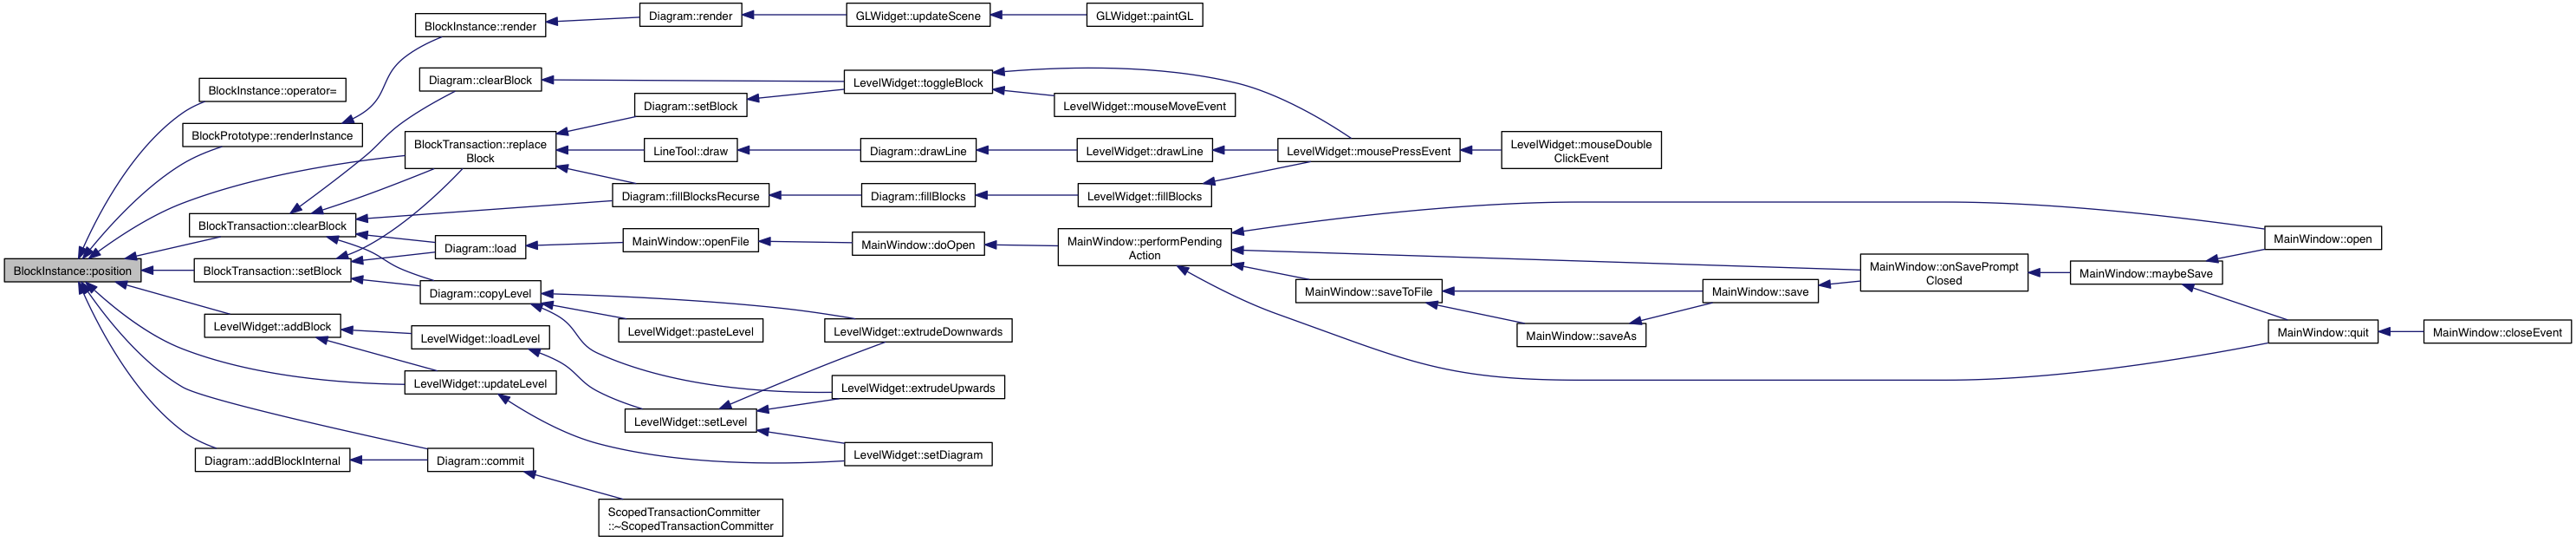 BlockInstance::position
BlockInstance::operator=
BlockPrototype::renderInstance
BlockTransaction::clearBlock
BlockTransaction::setBlock
LevelWidget::addBlock
Diagram::addBlockInternal
BlockInstance::render
Diagram::clearBlock
BlockTransaction::replace
Block
Diagram::load
Diagram::copyLevel
LevelWidget::loadLevel
LevelWidget::updateLevel
Diagram::commit
Diagram::render
Diagram::setBlock
LineTool::draw
Diagram::fillBlocksRecurse
MainWindow::openFile
LevelWidget::pasteLevel
LevelWidget::setLevel
ScopedTransactionCommitter
::~ScopedTransactionCommitter
GLWidget::updateScene
LevelWidget::toggleBlock
Diagram::drawLine
Diagram::fillBlocks
MainWindow::doOpen
LevelWidget::extrudeDownwards
LevelWidget::extrudeUpwards
LevelWidget::setDiagram
GLWidget::paintGL
LevelWidget::mouseMoveEvent
LevelWidget::drawLine
LevelWidget::fillBlocks
MainWindow::performPending
Action
LevelWidget::mousePressEvent
MainWindow::saveToFile
LevelWidget::mouseDouble
ClickEvent
MainWindow::saveAs
MainWindow::save
MainWindow::onSavePrompt
Closed
MainWindow::maybeSave
MainWindow::open
MainWindow::quit
MainWindow::closeEvent